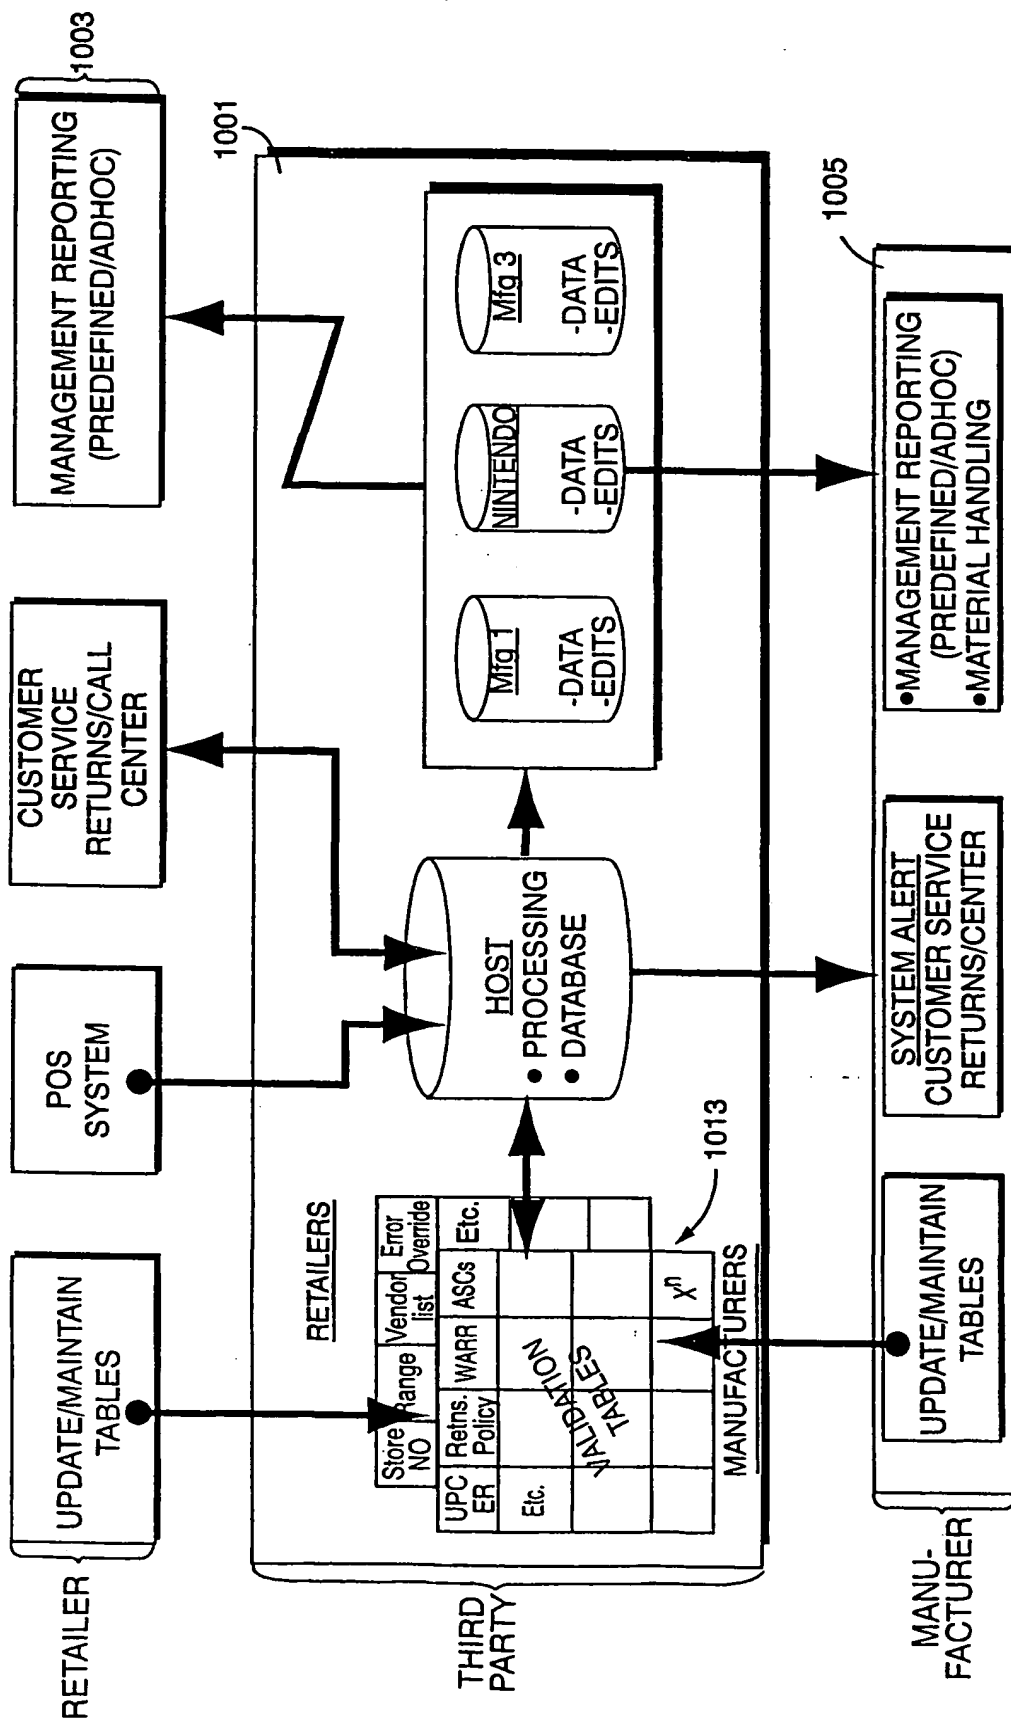 RETAILER
UPDATE/MAINTAIN
TABLES
POS
SYSTEM
CUSTOMER
SERVICE
RETURNS/CALL
CENTER
MANAGEMENT REPORTING
(PREDEFINED/ADHOC)
1003
THIRD
PARTY
1001
RETAILERS
Store
NO
Range
Vendor
list
Error
Override
UPC
ER
Retns.
Policy
WARR
ASCs
Etc.
Etc.
VALIDATION
TABLES
Xⁿ
MANUFACTURERS
1013
HOST
• PROCESSING
• DATABASE
Mfg 1
-DATA
-EDITS
NINTENDO
-DATA
-EDITS
Mfg 3
-DATA
-EDITS
MANU-
FACTURER
UPDATE/MAINTAIN
TABLES
SYSTEM ALERT
CUSTOMER SERVICE
RETURNS/CENTER
•MANAGEMENT REPORTING
(PREDEFINED/ADHOC)
•MATERIAL HANDLING
1005